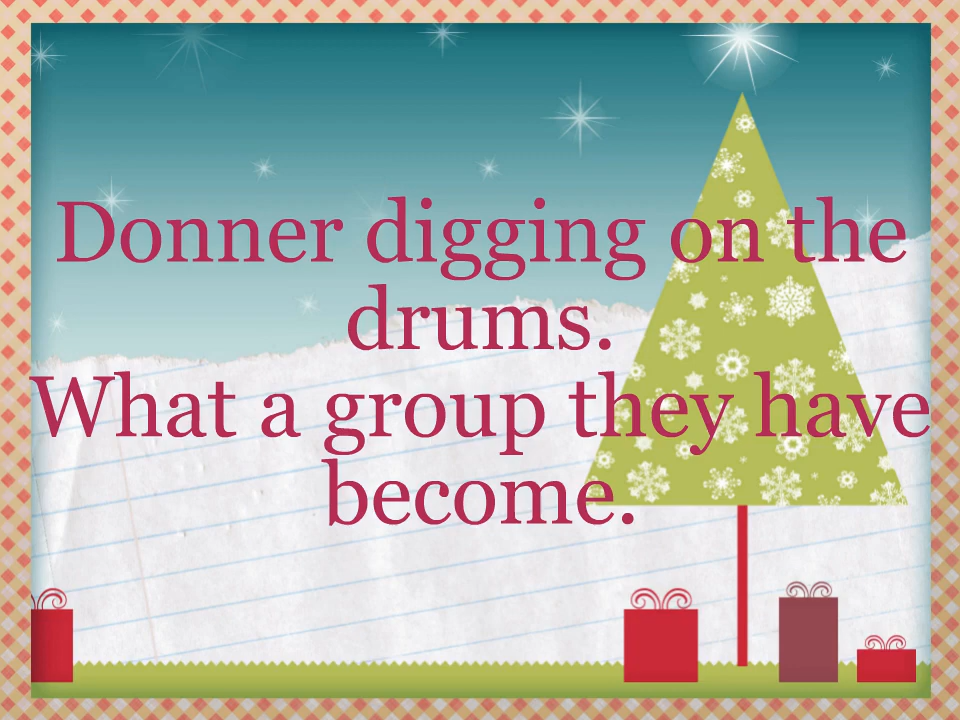 Donner digging on the
drums.
What a group they have
become.